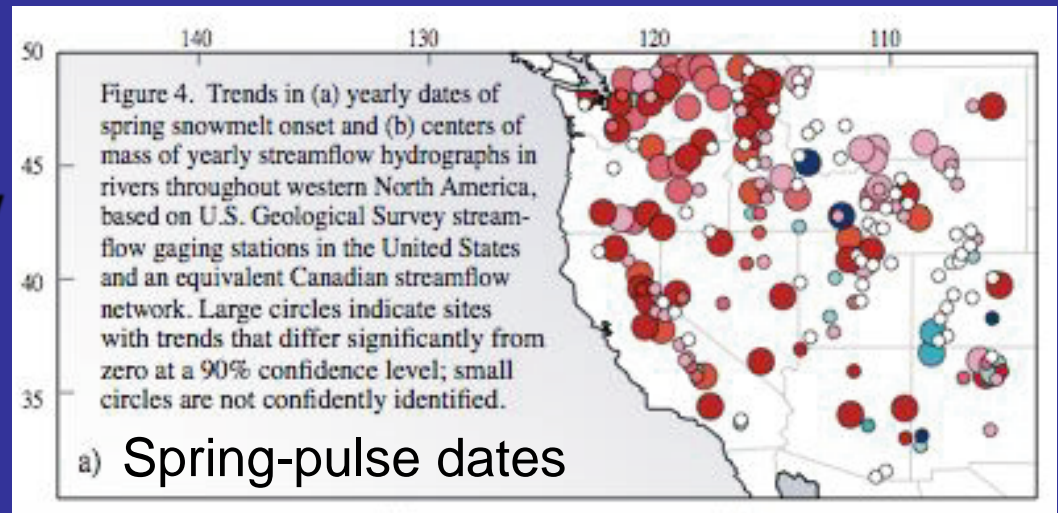 140 130 120 110
50
Figure 4. Trends in (a) yearly dates of
spring snowmelt onset and (b) centers of
mass of yearly streamflow hydrographs in
rivers throughout western North America,
based on U.S. Geological Survey stream-
flow gaging stations in the United States
and an equivalent Canadian streamflow
network. Large circles indicate sites
with trends that differ significantly from
zero at a 90% confidence level; small
circles are not confidently identified.
45
40
35
a) Spring-pulse dates